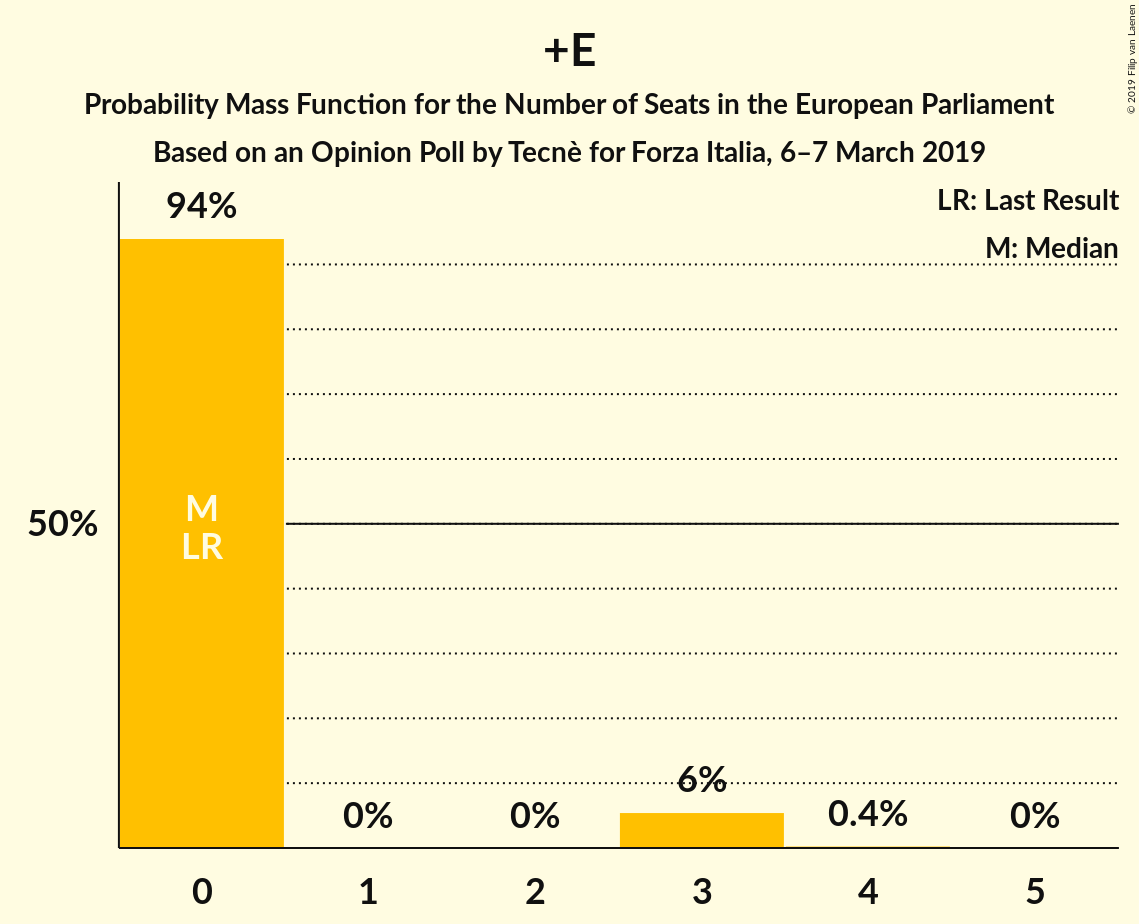 +E
Probability Mass Function for the Number of Seats in the European Parliament
Based on an Opinion Poll by Tecnè for Forza Italia, 6–7 March 2019
© 2019 Filip van Laenen
LR: Last Result
M: Median
94%
50%
M
LR
0%
0%
6%
0.4%
0%
0
1
2
3
4
5